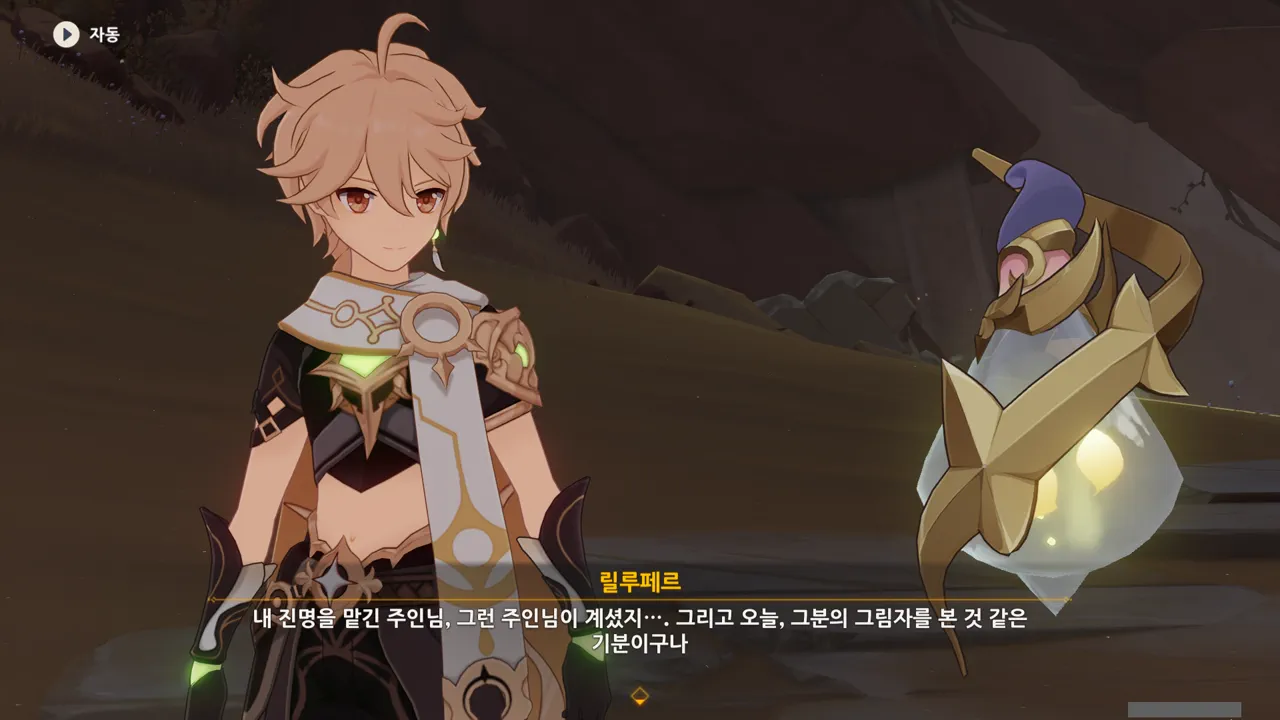 자동
릴루페르
내 진명을 맡긴 주인님, 그런 주인님이 계셨지…. 그리고 오늘, 그분의 그림자를 본 것 같은
기분이구나